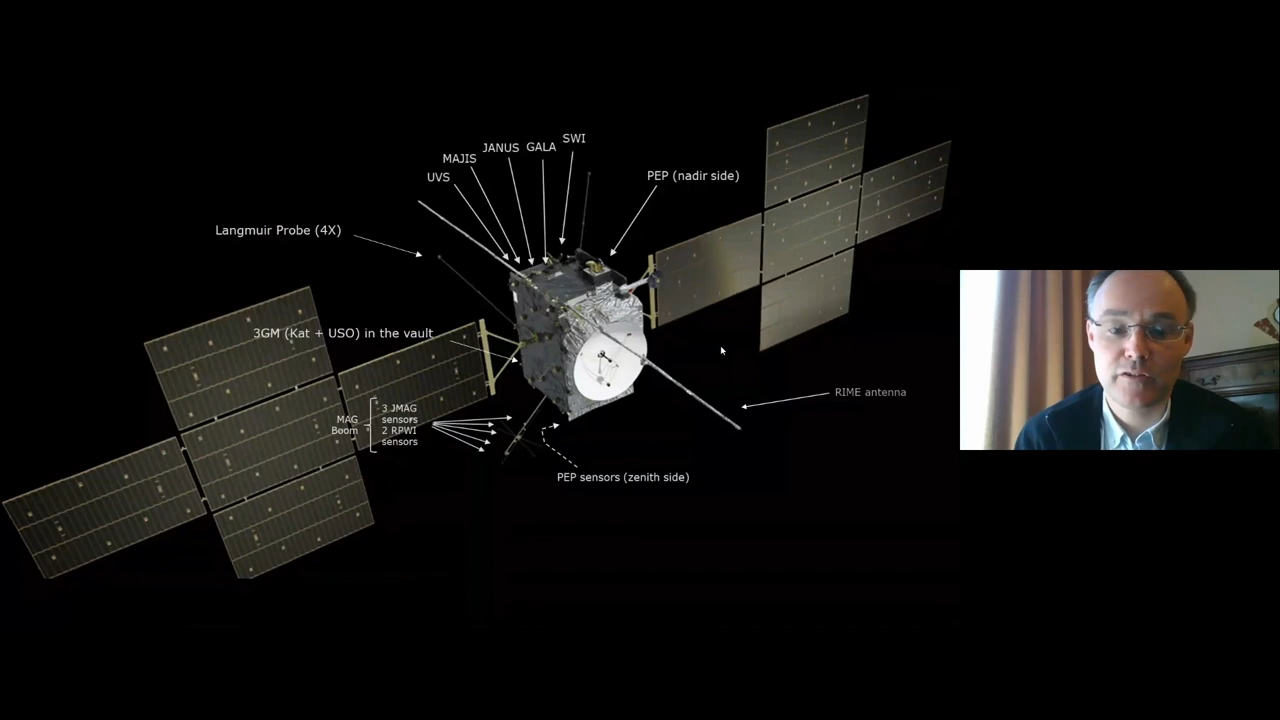 SWI
JANUS GALA
MAJIS
UVS
PEP (nadir side)
Langmuir Probe (4X)
3GM (Kat + USO) in the vault
RIME antenna
MAG
Boom
3 JMAG
sensors
2 RPWI
sensors
PEP sensors (zenith side)